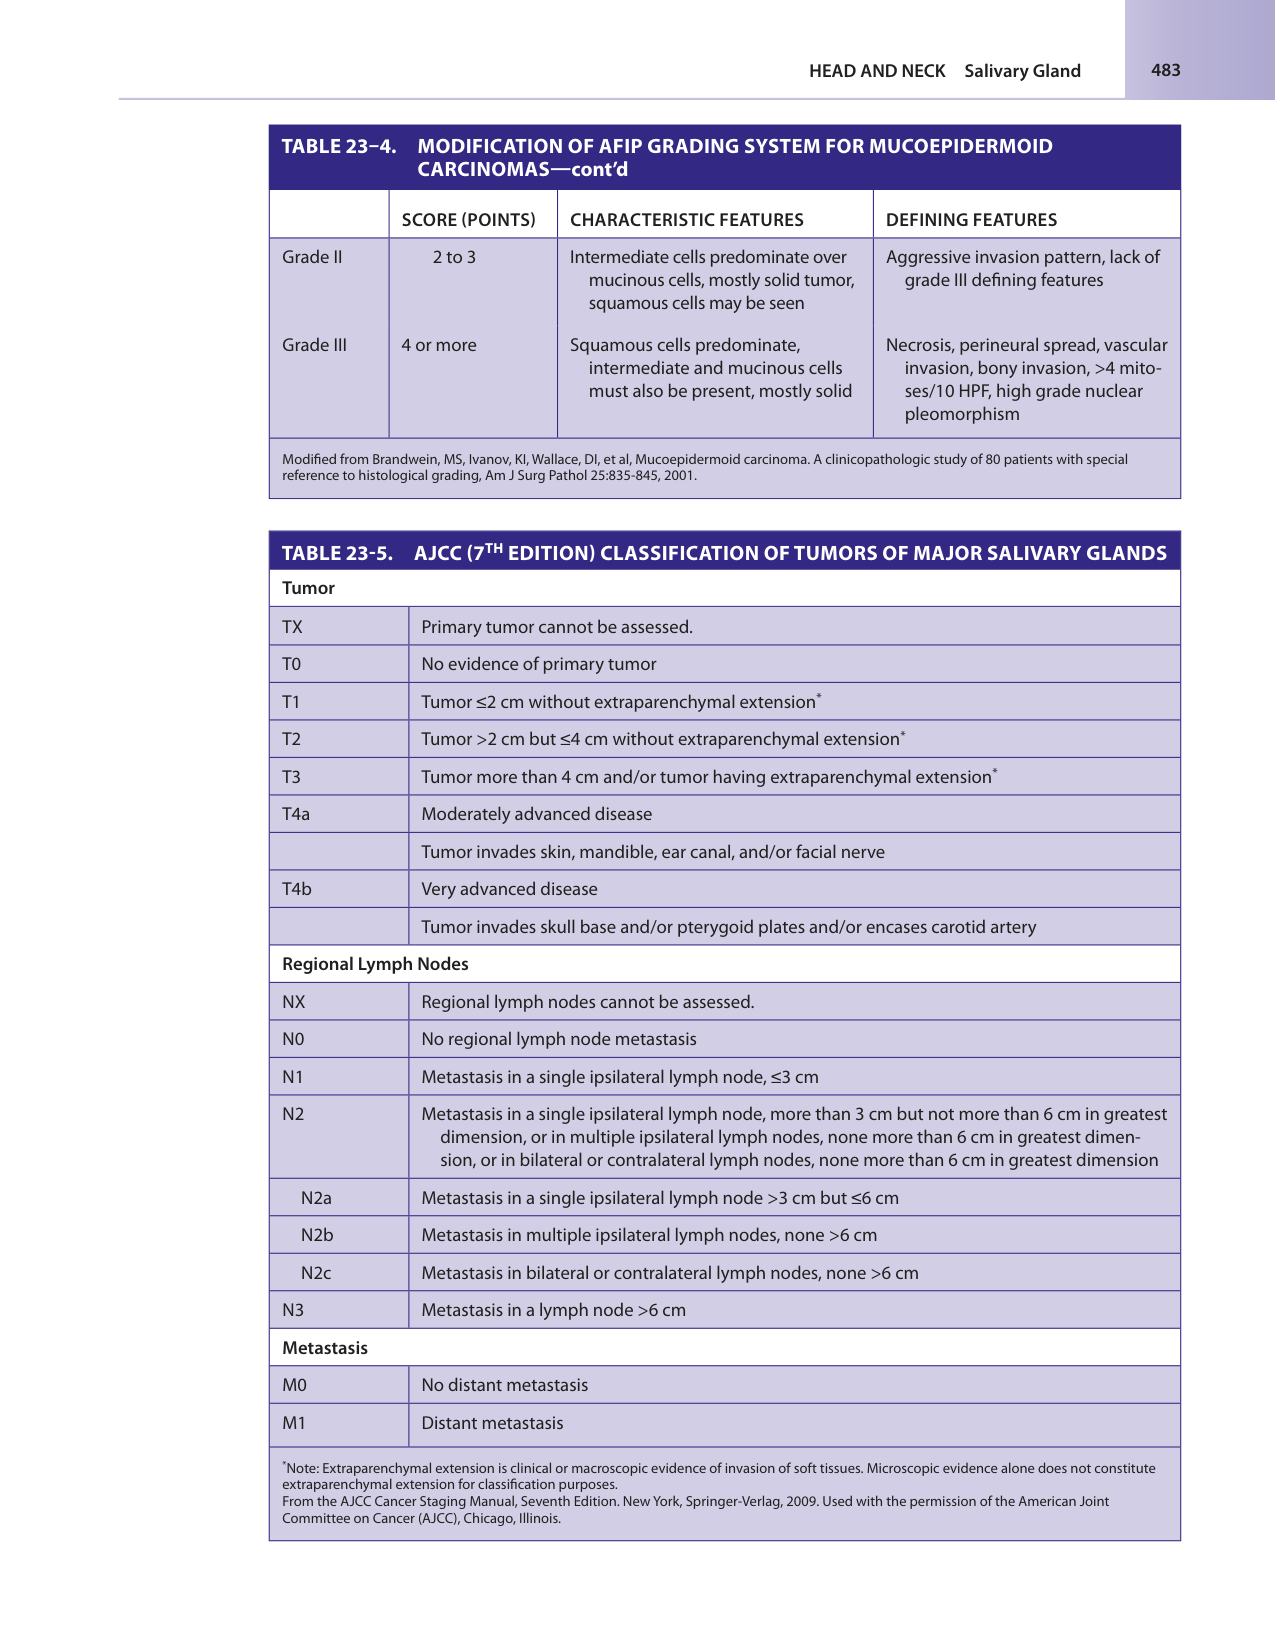 HEAD AND NECK Salivary Gland 483
TABLE 23–4. MODIFICATION OF AFIP GRADING SYSTEM FOR MUCOEPIDERMOID
CARCINOMAS—cont’d
SCORE (POINTS) CHARACTERISTIC FEATURES DEFINING FEATURES
Grade II 2 to 3 Intermediate cells predominate over Aggressive invasion pattern, lack of
mucinous cells, mostly solid tumor, grade III defining features
squamous cells may be seen
Grade III 4 or more Squamous cells predominate, Necrosis, perineural spread, vascular
intermediate and mucinous cells invasion, bony invasion, >4 mito-
must also be present, mostly solid ses/10 HPF, high grade nuclear
pleomorphism
Modified from Brandwein, MS, Ivanov, KI, Wallace, DI, et al, Mucoepidermoid carcinoma. A clinicopathologic study of 80 patients with special
reference to histological grading, Am J Surg Pathol 25:835-845, 2001.
TABLE 23-5. AJCC (7TH EDITION) CLASSIFICATION OF TUMORS OF MAJOR SALIVARY GLANDS
Tumor
TX Primary tumor cannot be assessed.
T0 No evidence of primary tumor
T1 Tumor ≤2 cm without extraparenchymal extension*
T2 Tumor >2 cm but ≤4 cm without extraparenchymal extension*
T3 Tumor more than 4 cm and/or tumor having extraparenchymal extension*
T4a Moderately advanced disease
Tumor invades skin, mandible, ear canal, and/or facial nerve
T4b Very advanced disease
Tumor invades skull base and/or pterygoid plates and/or encases carotid artery
Regional Lymph Nodes
NX Regional lymph nodes cannot be assessed.
N0 No regional lymph node metastasis
N1 Metastasis in a single ipsilateral lymph node, ≤3 cm
N2 Metastasis in a single ipsilateral lymph node, more than 3 cm but not more than 6 cm in greatest
dimension, or in multiple ipsilateral lymph nodes, none more than 6 cm in greatest dimen-
sion, or in bilateral or contralateral lymph nodes, none more than 6 cm in greatest dimension
N2a Metastasis in a single ipsilateral lymph node >3 cm but ≤6 cm
N2b Metastasis in multiple ipsilateral lymph nodes, none >6 cm
N2c Metastasis in bilateral or contralateral lymph nodes, none >6 cm
N3 Metastasis in a lymph node >6 cm
Metastasis
M0 No distant metastasis
M1 Distant metastasis
*Note: Extraparenchymal extension is clinical or macroscopic evidence of invasion of soft tissues. Microscopic evidence alone does not constitute
extraparenchymal extension for classification purposes.
From the AJCC Cancer Staging Manual, Seventh Edition. New York, Springer-Verlag, 2009. Used with the permission of the American Joint
Committee on Cancer (AJCC), Chicago, Illinois.